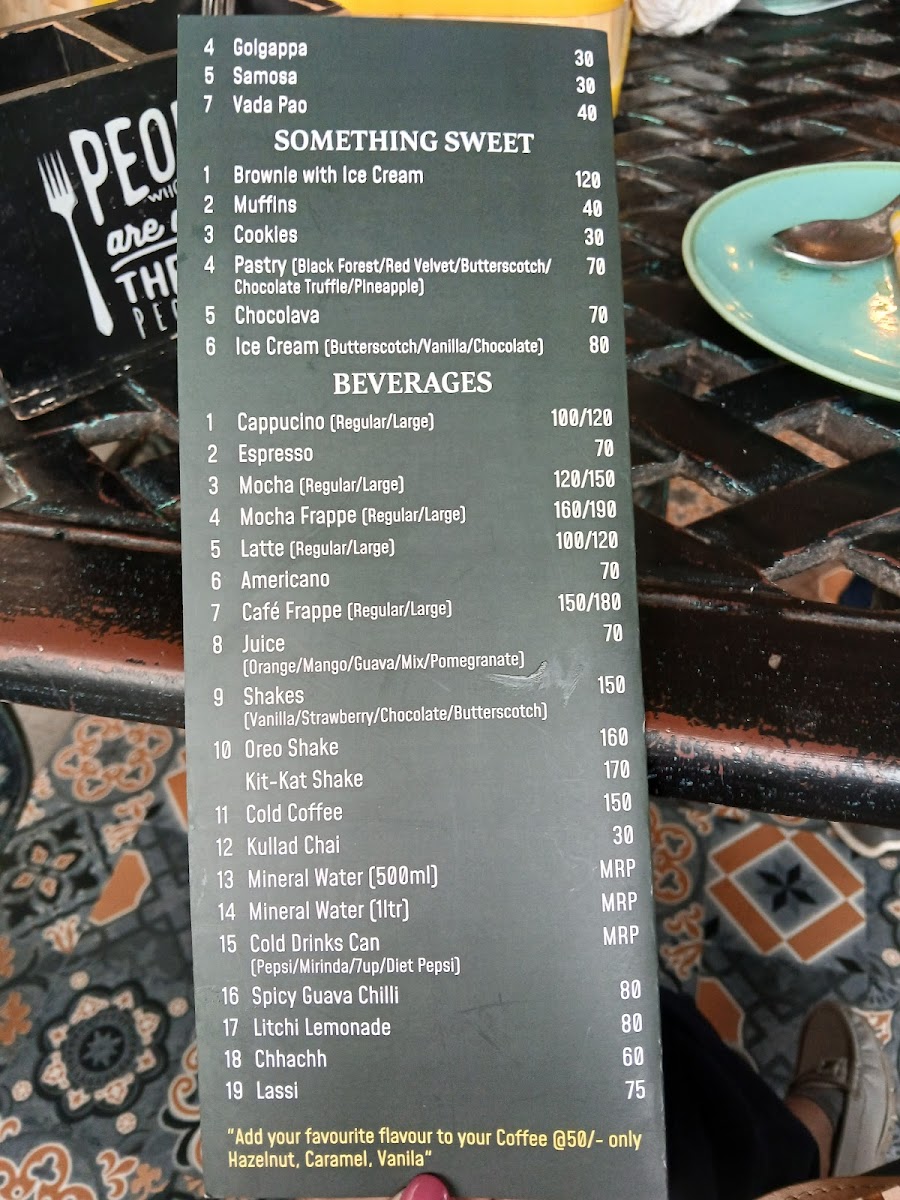 4 Golgappa 30
5 Samosa 30
7 Vada Pao 40
SOMETHING SWEET
1 Brownie with Ice Cream 120
2 Muffins 40
3 Cookies 30
4 Pastry (Black Forest/Red Velvet/Butterscotch/ 70
Chocolate Truffle/Pineapple)
5 Chocolava 70
6 Ice Cream (Butterscotch/Vanilla/Chocolate) 80
BEVERAGES
1 Cappucino (Regular/Large) 100/120
2 Espresso 70
3 Mocha (Regular/Large) 120/150
4 Mocha Frappe (Regular/Large) 160/190
5 Latte (Regular/Large) 100/120
6 Americano 70
7 Café Frappe (Regular/Large) 150/180
8 Juice 70
(Orange/Mango/Guava/Mix/Pomegranate)
9 Shakes 150
(Vanilla/Strawberry/Chocolate/Butterscotch)
10 Oreo Shake 160
Kit-Kat Shake 170
11 Cold Coffee 150
12 Kullad Chai 30
13 Mineral Water (500ml) MRP
14 Mineral Water (1ltr) MRP
15 Cold Drinks Can MRP
(Pepsi/Mirinda/7up/Diet Pepsi)
16 Spicy Guava Chilli 80
17 Litchi Lemonade 80
18 Chhachh 60
19 Lassi 75
"Add your favourite flavour to your Coffee @50/- only
Hazelnut, Caramel, Vanila"
PEO
are